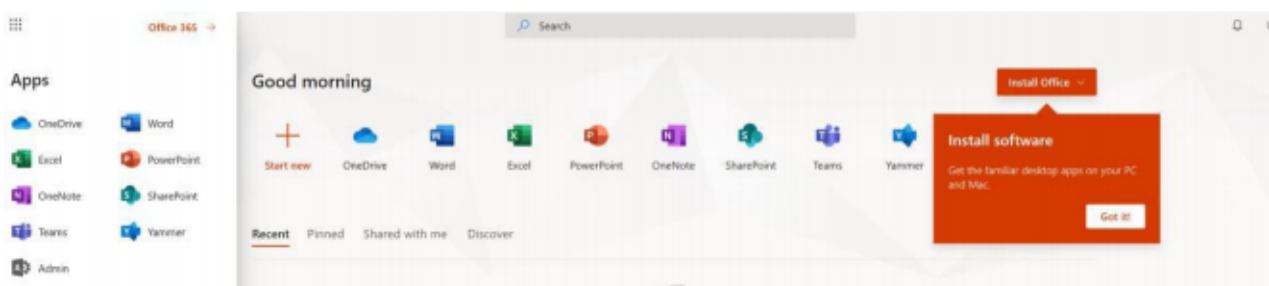 Office 365 →
Search
Apps
OneDrive
Word
Excel
PowerPoint
OneNote
SharePoint
Teams
Yammer
Admin
Good morning
Install Office
Start new
OneDrive
Word
Excel
PowerPoint
OneNote
SharePoint
Teams
Yammer
Install software
Get the familiar desktop apps on your PC
and Mac.
Got it!
Recent
Pinned
Shared with me
Discover